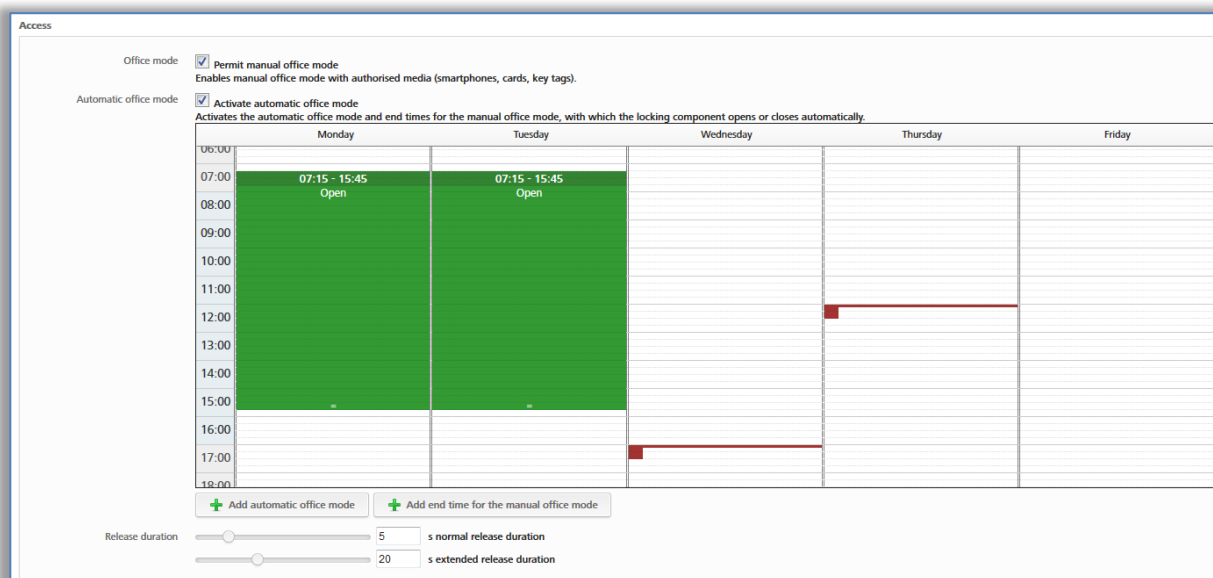 Access
Office mode
Permit manual office mode
Enables manual office mode with authorised media (smartphones, cards, key tags).
Automatic office mode
Activate automatic office mode
Activates the automatic office mode and end times for the manual office mode, with which the locking component opens or closes automatically.
Monday Tuesday Wednesday Thursday Friday
06:00
07:00 07:15 - 15:45 07:15 - 15:45
Open Open
08:00
09:00
10:00
11:00
12:00
13:00
14:00
15:00
16:00
17:00
18:00
Add automatic office mode Add end time for the manual office mode
Release duration 5 s normal release duration
20 s extended release duration